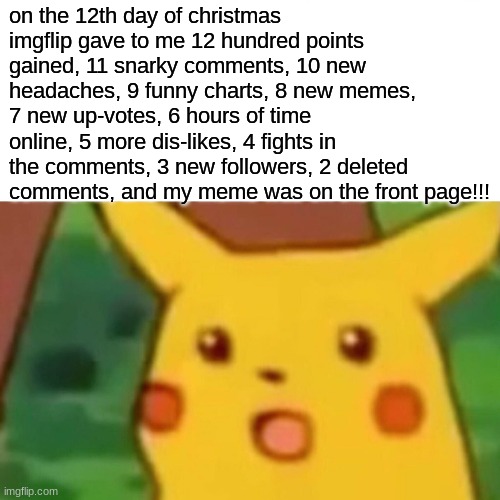 on the 12th day of christmas
imgflip gave to me 12 hundred points
gained, 11 snarky comments, 10 new
headaches, 9 funny charts, 8 new memes,
7 new up-votes, 6 hours of time
online, 5 more dis-likes, 4 fights in
the comments, 3 new followers, 2 deleted
comments, and my meme was on the front page!!!
imgflip.com